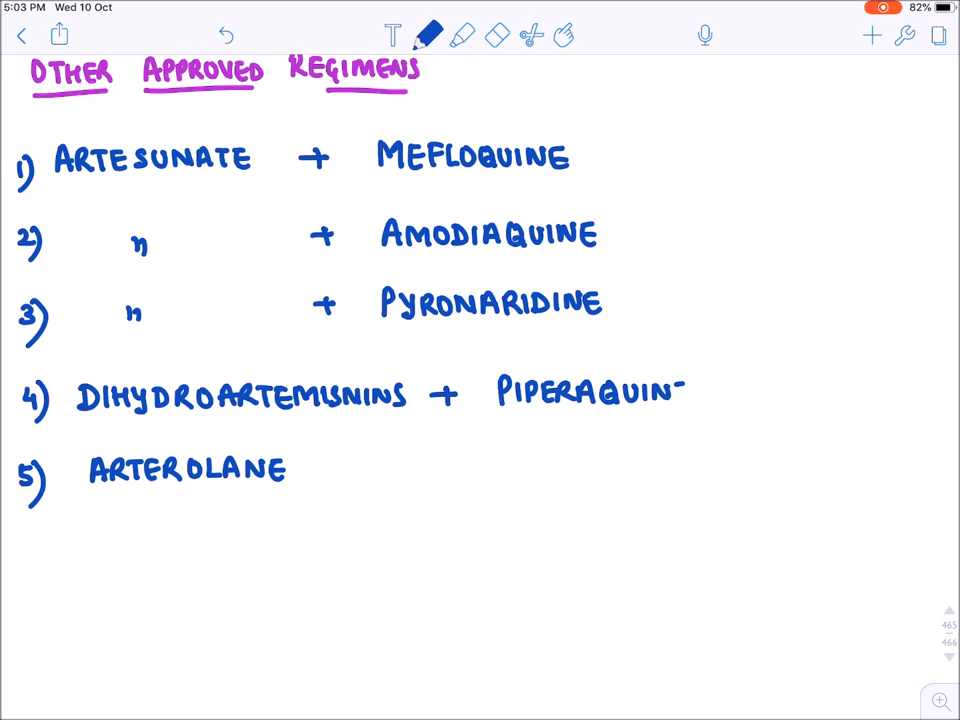 5:03 PM Wed 10 Oct 82%
OTHER APPROVED REGIMENS
1) ARTESUNATE + MEFLOQUINE
2) " + AMODIAQUINE
3) " + PYRONARIDINE
4) DIHYDROARTEMISNINS + PIPERAQUIN-
5) ARTEROLANE
465
466